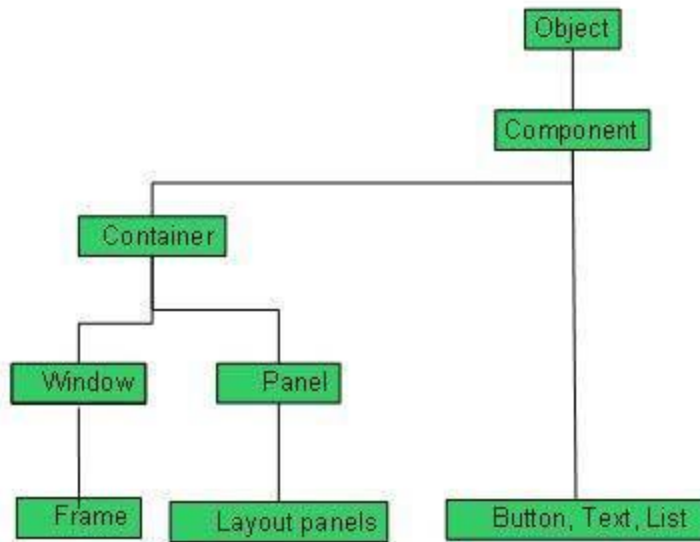 Object
Component
Container
Window
Panel
Frame
Layout panels
Button, Text, List